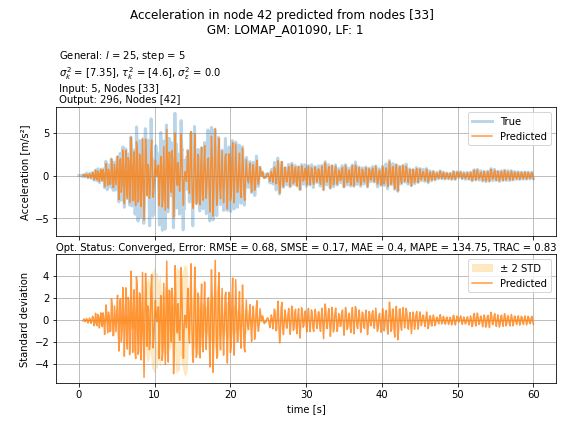 Acceleration in node 42 predicted from nodes [33]
GM: LOMAP_A01090, LF: 1
General: l = 25, step = 5
σ²ₖ = [7.35], τ²ₖ = [4.6], σ²ε = 0.0
Input: 5, Nodes [33]
Output: 296, Nodes [42]
True
Predicted
Acceleration [m/s²]
5
0
−5
Opt. Status: Converged, Error: RMSE = 0.68, SMSE = 0.17, MAE = 0.4, MAPE = 134.75, TRAC = 0.83
± 2 STD
Predicted
Standard deviation
4
2
0
−2
−4
0 10 20 30 40 50 60
time [s]